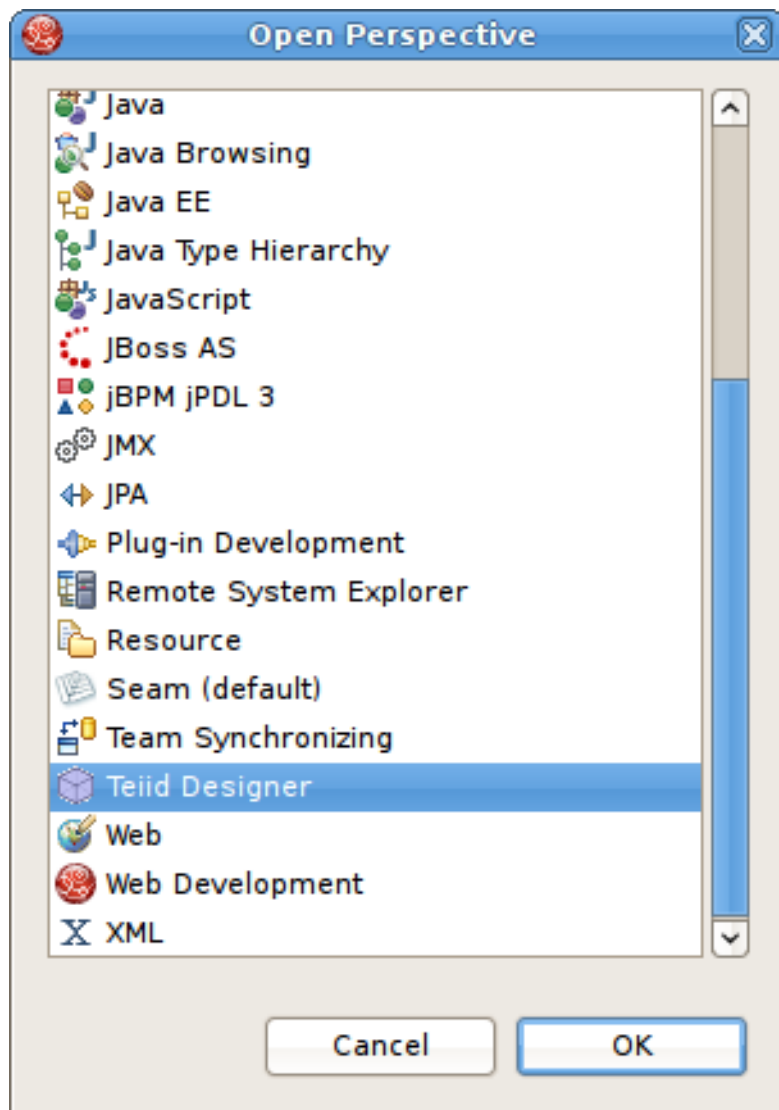 Open Perspective
Java
Java Browsing
Java EE
Java Type Hierarchy
JavaScript
JBoss AS
jBPM jPDL 3
JMX
JPA
Plug-in Development
Remote System Explorer
Resource
Seam (default)
Team Synchronizing
Teiid Designer
Web
Web Development
XML
Cancel OK